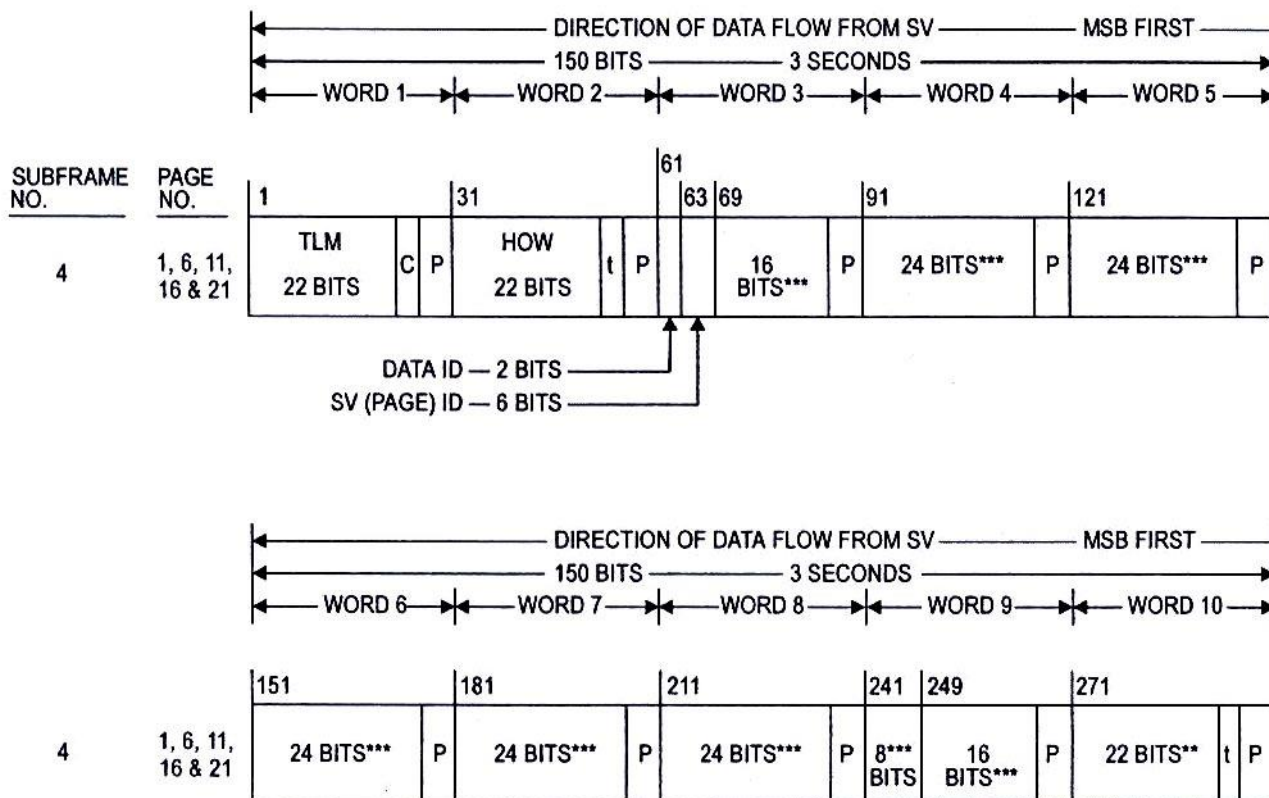 DIRECTION OF DATA FLOW FROM SV MSB FIRST
150 BITS 3 SECONDS
WORD 1 WORD 2 WORD 3 WORD 4 WORD 5
SUBFRAME NO. PAGE NO.
1 31 61 63 69 91 121
4
1, 6, 11, 16 & 21
TLM 22 BITS
C
P
HOW 22 BITS
t
P
16 BITS***
P
24 BITS***
P
24 BITS***
P
DATA ID — 2 BITS
SV (PAGE) ID — 6 BITS
DIRECTION OF DATA FLOW FROM SV MSB FIRST
150 BITS 3 SECONDS
WORD 6 WORD 7 WORD 8 WORD 9 WORD 10
151 181 211 241 249 271
4
1, 6, 11, 16 & 21
24 BITS***
P
24 BITS***
P
24 BITS***
P
8*** BITS
16 BITS***
P
22 BITS**
t
P